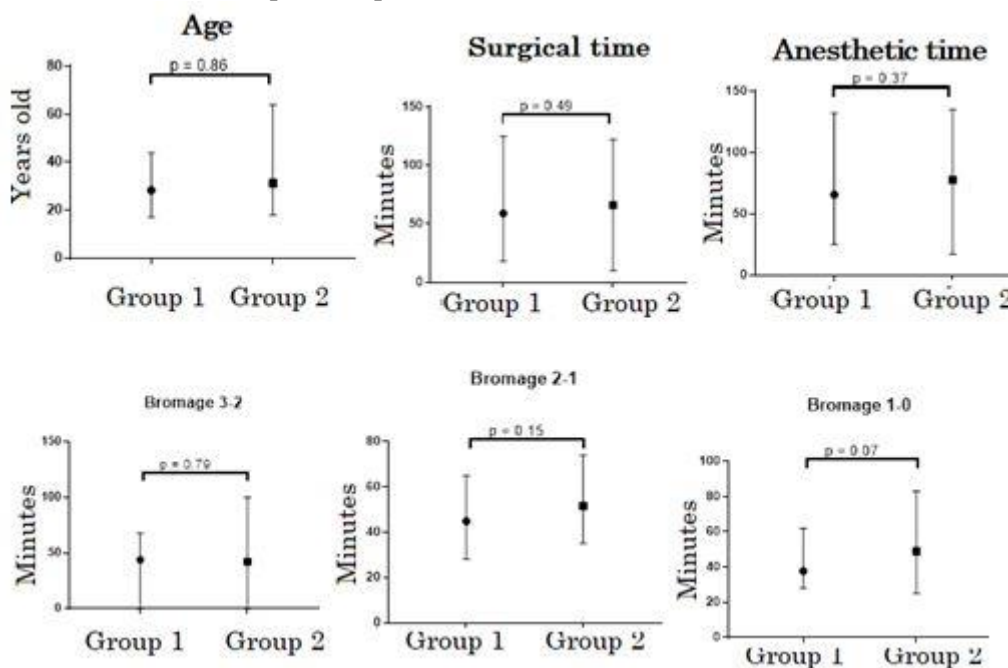 Age
80
60
40
20
0
Years old
p = 0.86
Group 1
Group 2
Surgical time
150
100
50
0
Minutes
p = 0.49
Group 1
Group 2
Anesthetic time
150
100
50
0
Minutes
p = 0.37
Group 1
Group 2
Bromage 3-2
150
100
50
0
Minutes
p = 0.79
Group 1
Group 2
Bromage 2-1
80
60
40
20
0
Minutes
p = 0.15
Group 1
Group 2
Bromage 1-0
100
80
60
40
20
0
Minutes
p = 0.07
Group 1
Group 2